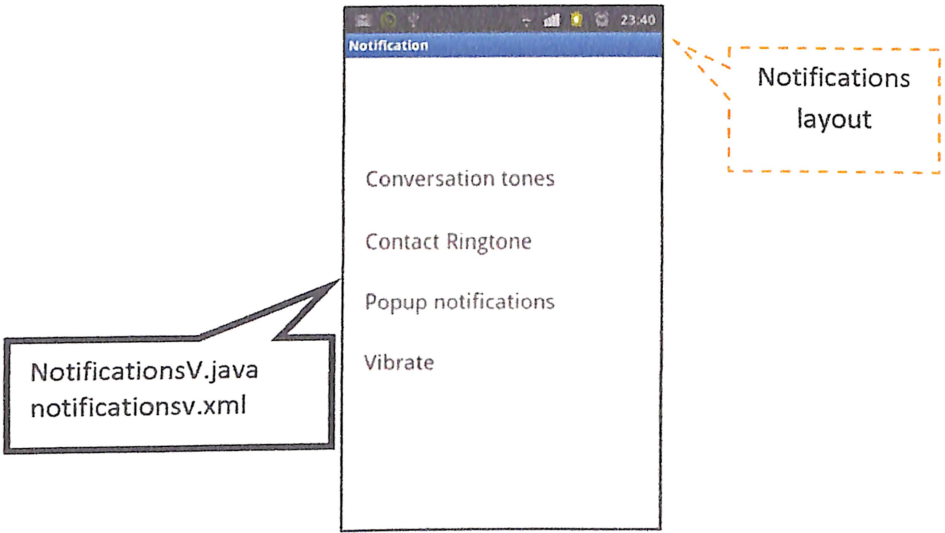 23:40
Notification
Notifications
layout
Conversation tones
Contact Ringtone
Popup notifications
Vibrate
NotificationsV.java
notificationsv.xml